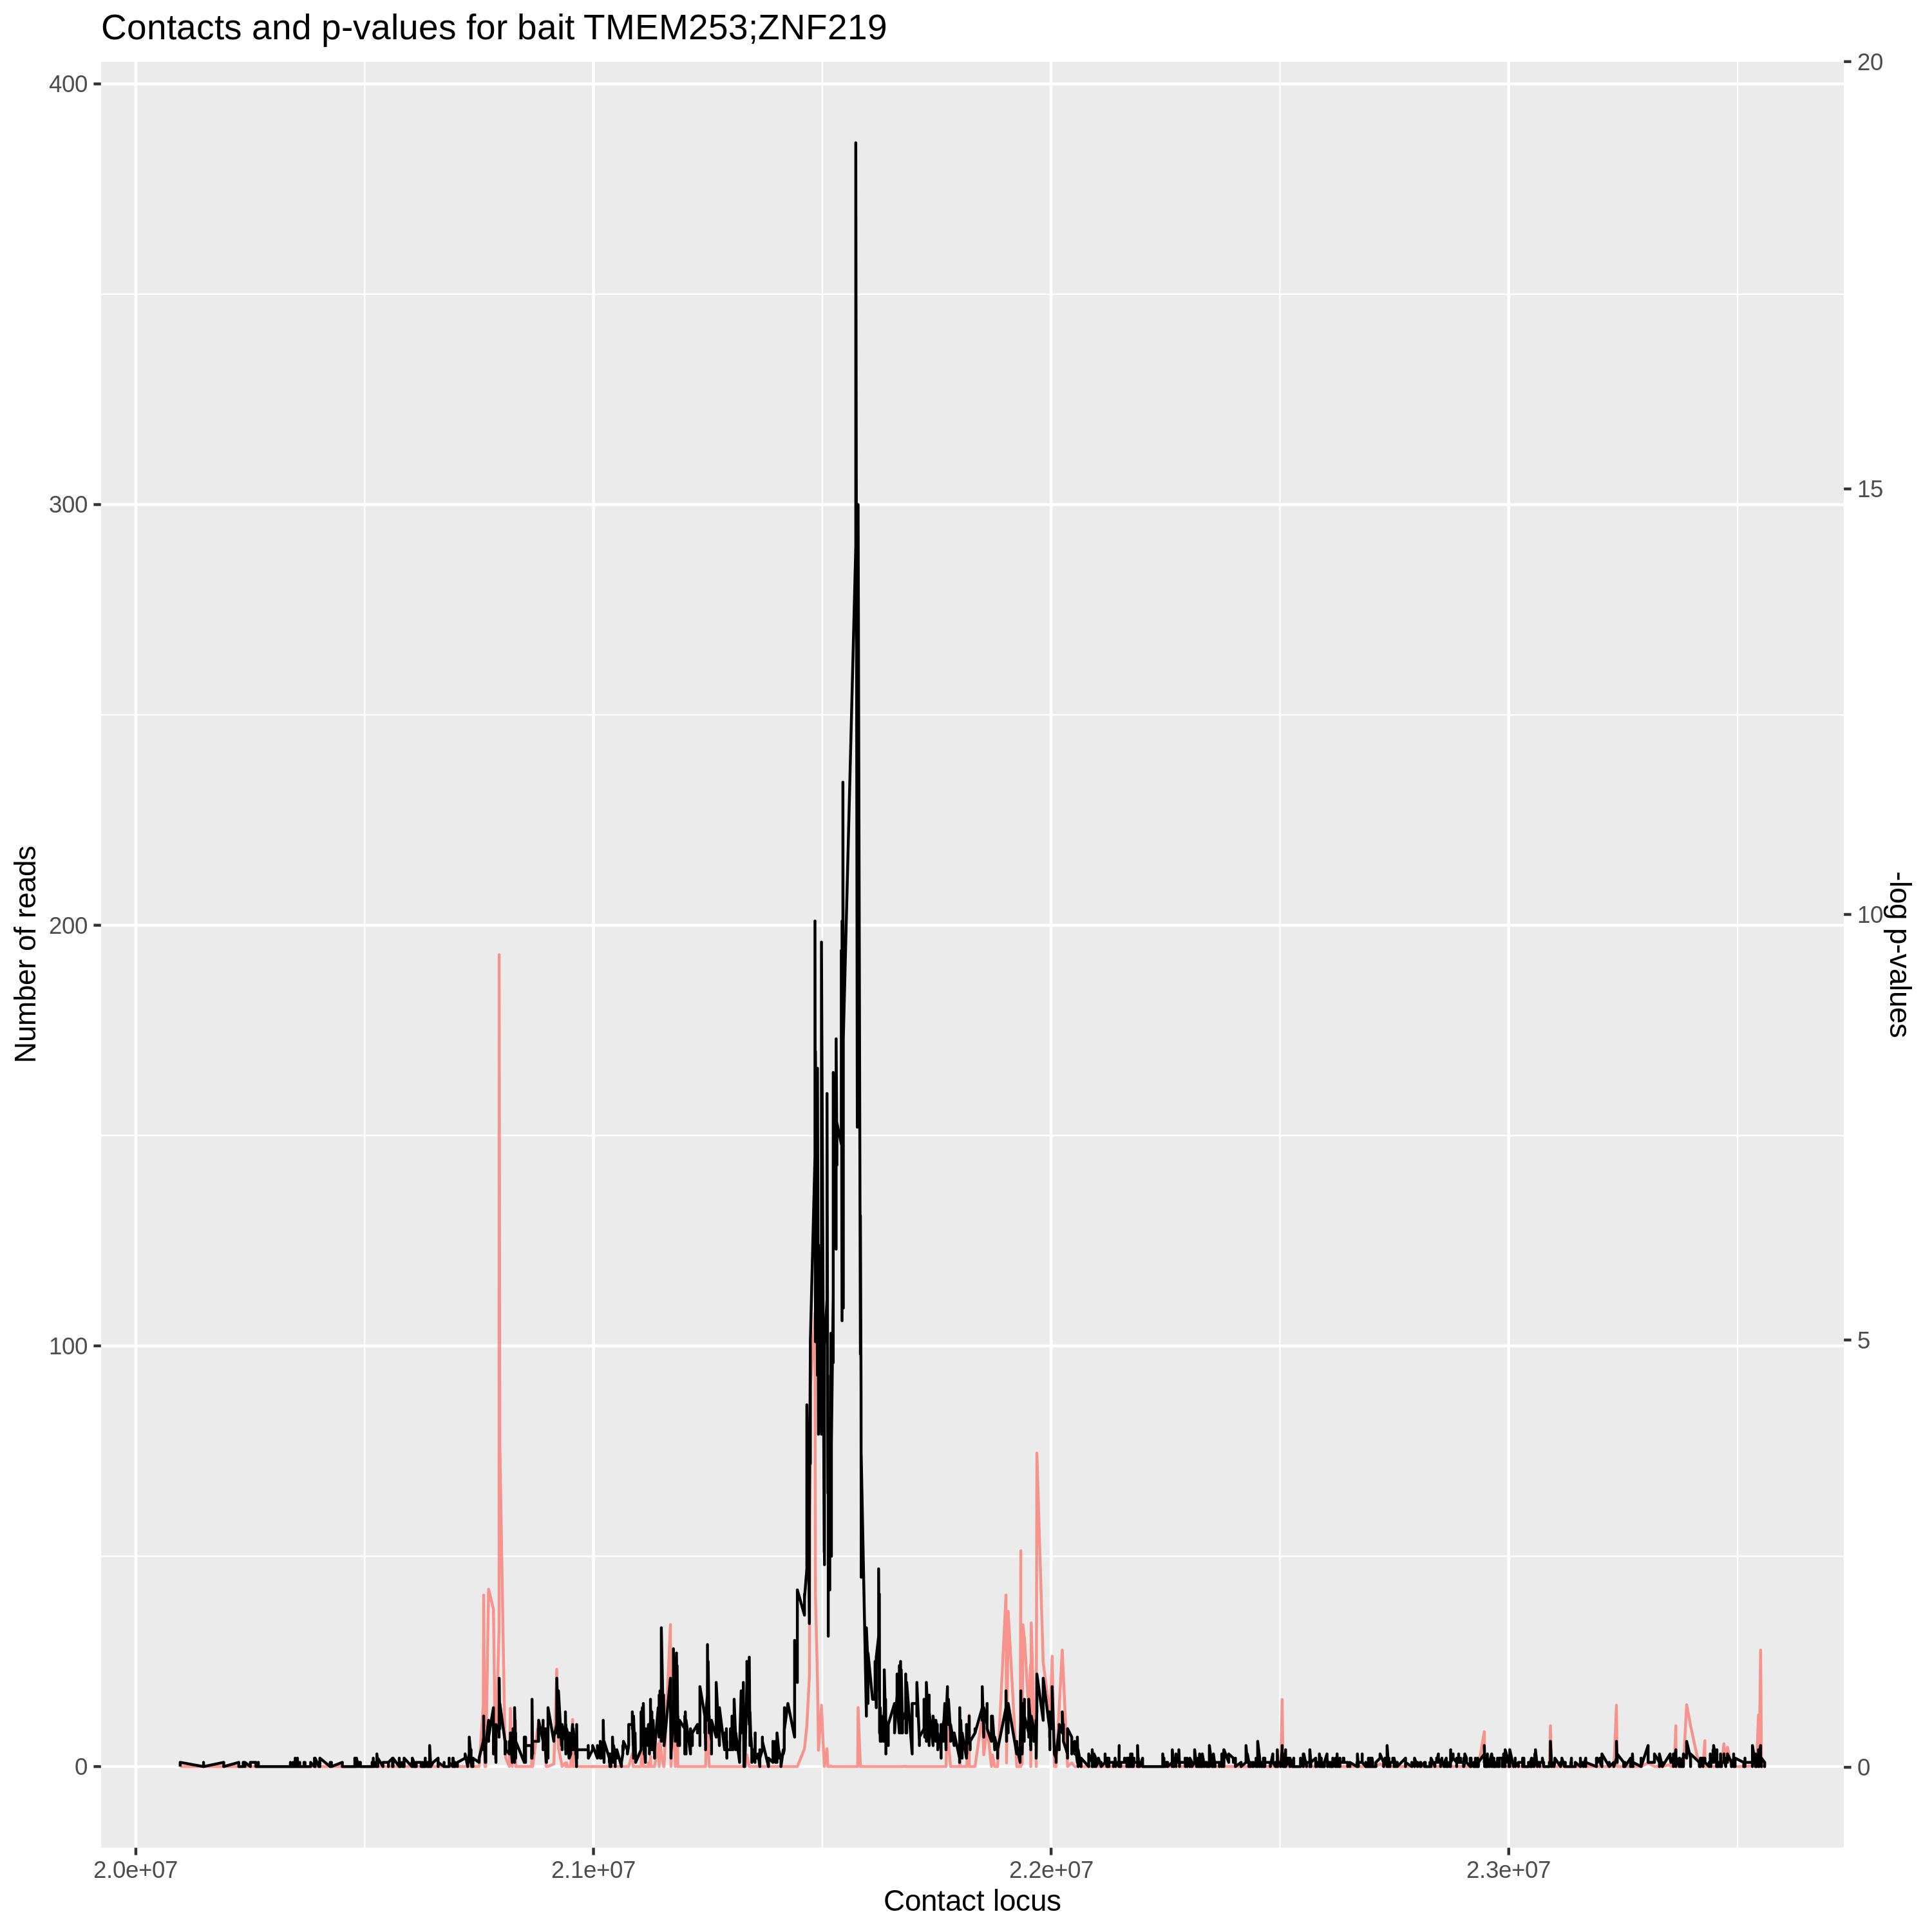 Contacts and p-values for bait TMEM253;ZNF219
400
300
200
100
0
Number of reads
20
15
10
5
0
-log p-values
2.0e+07
2.1e+07
2.2e+07
2.3e+07
Contact locus